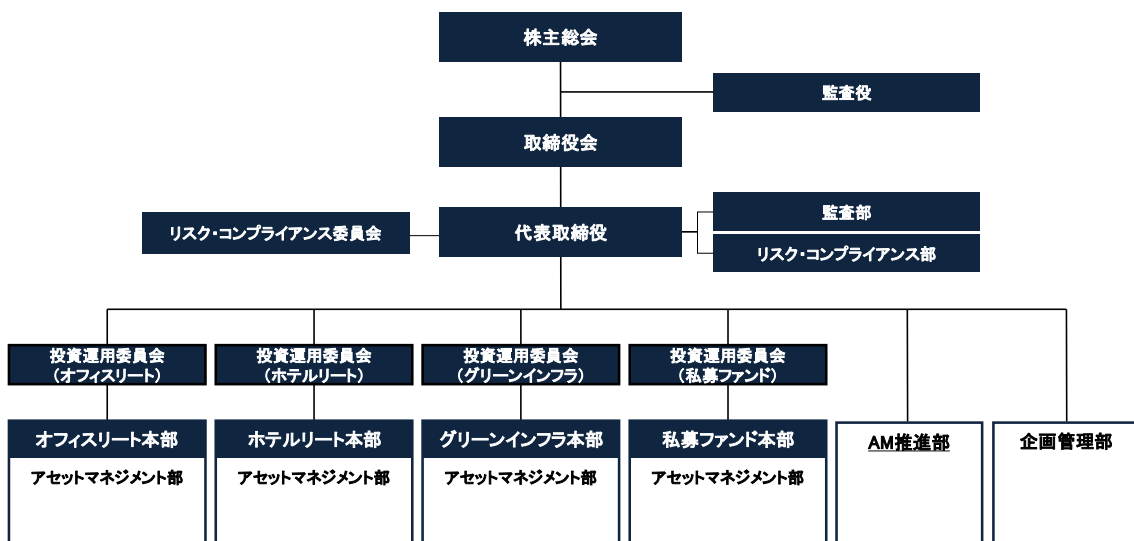 株主総会
監査役
取締役会
リスク・コンプライアンス委員会
代表取締役
監査部
リスク・コンプライアンス部
投資運用委員会
（オフィスリート）
投資運用委員会
（ホテルリート）
投資運用委員会
（グリーンインフラ）
投資運用委員会
（私募ファンド）
オフィスリート本部
アセットマネジメント部
ホテルリート本部
アセットマネジメント部
グリーンインフラ本部
アセットマネジメント部
私募ファンド本部
アセットマネジメント部
AM推進部
企画管理部